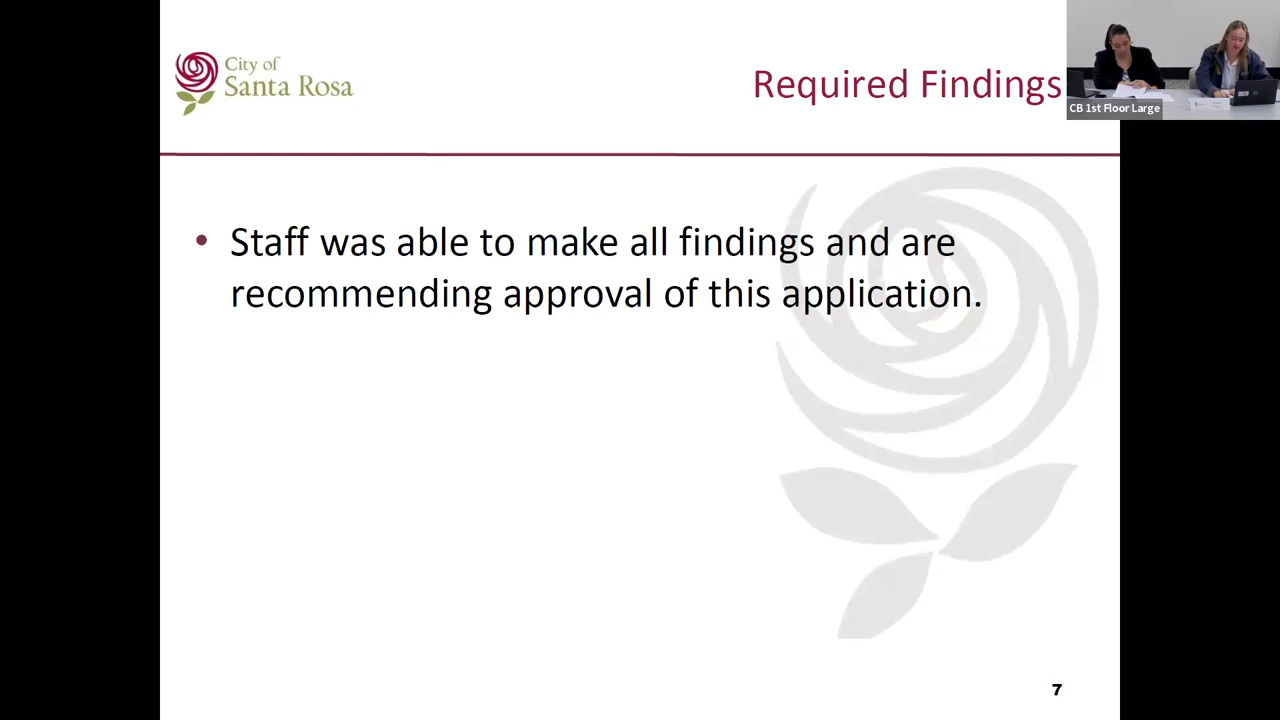 City of
Santa Rosa
Required Findings
CB 1st Floor Large
• Staff was able to make all findings and are
recommending approval of this application.
7